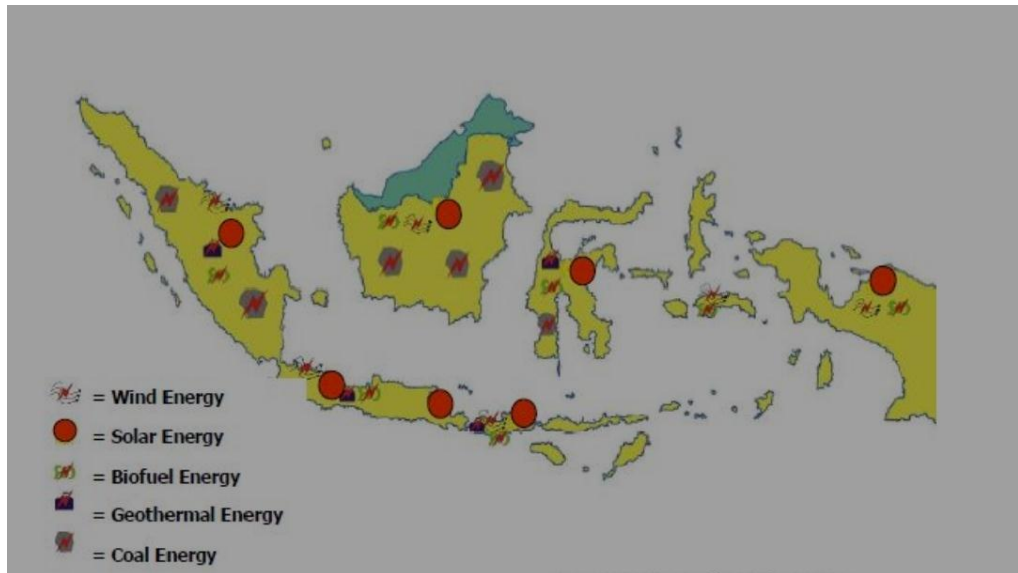 = Wind Energy
= Solar Energy
= Biofuel Energy
= Geothermal Energy
= Coal Energy